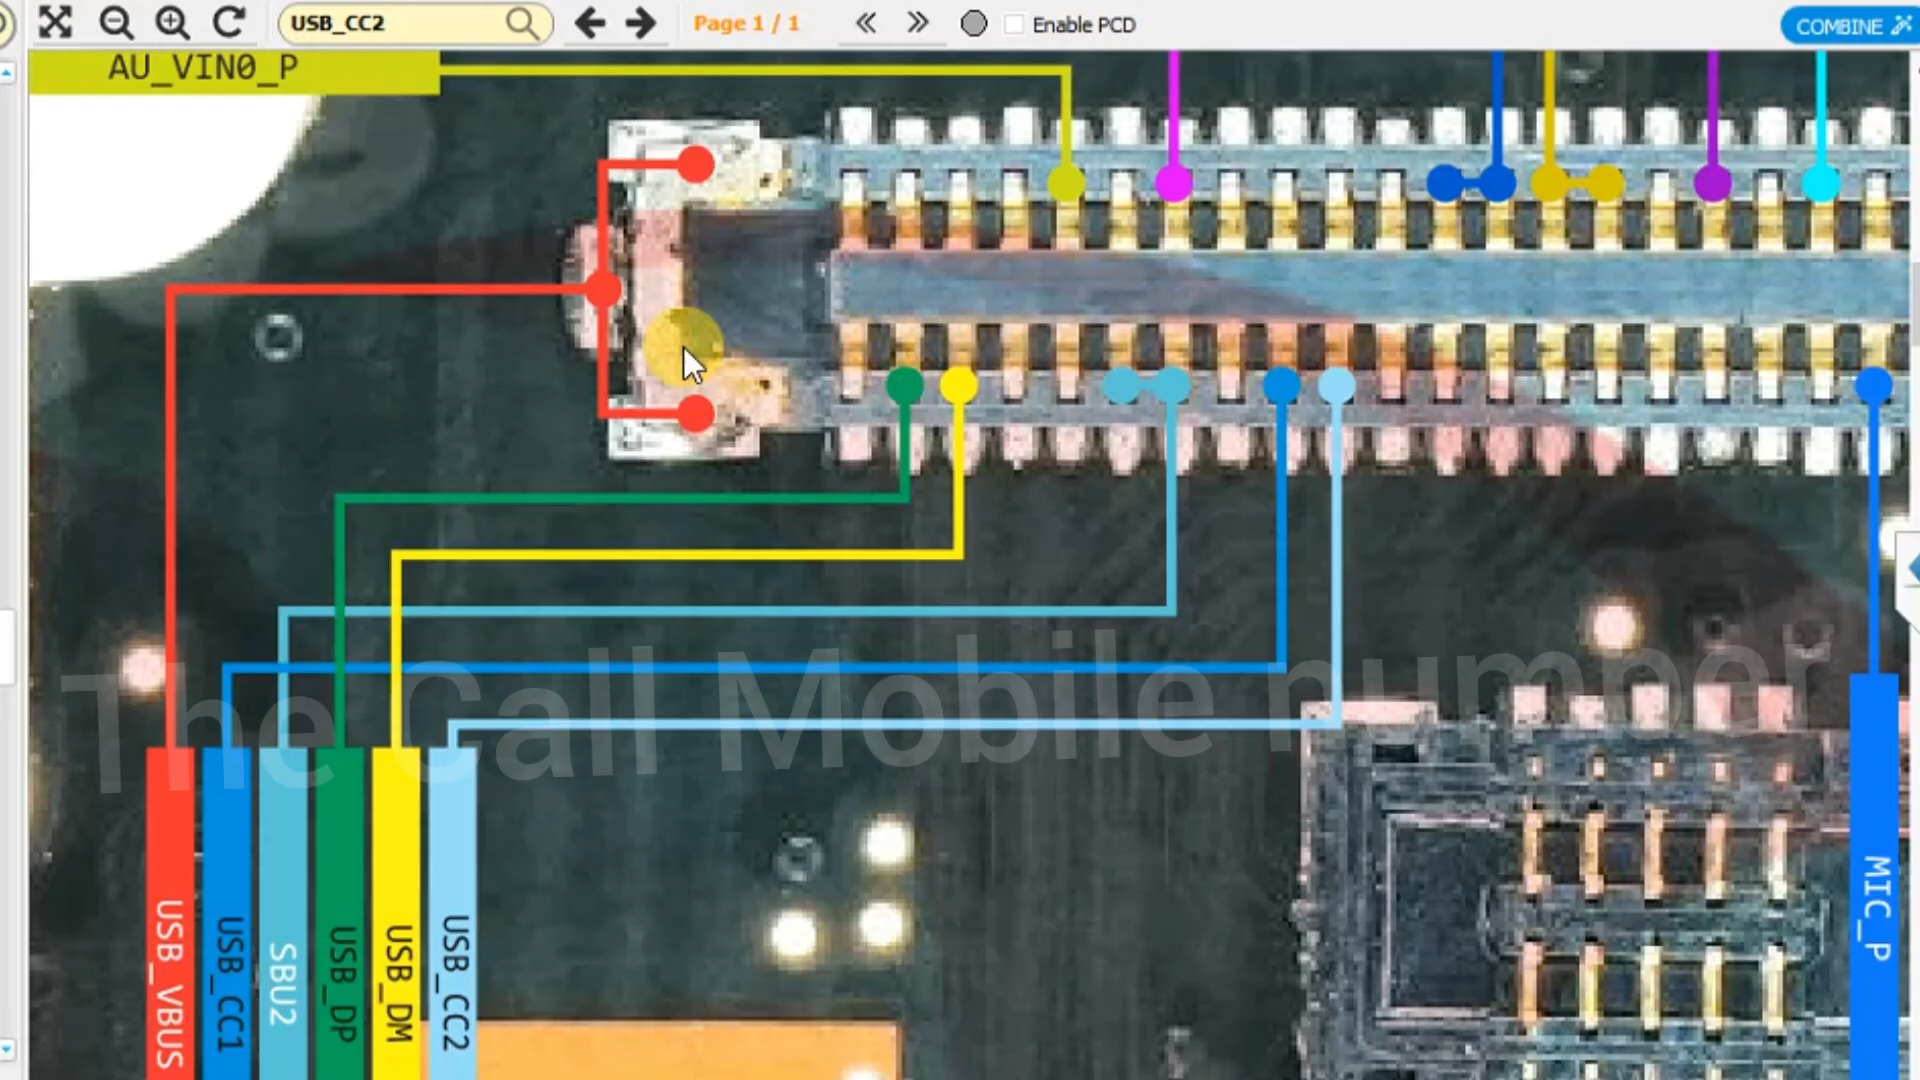 USB_CC2
Page 1 / 1
Enable PCD
COMBINE
AU_VIN0_P
The Call Mobile number
USB_VBUS
USB_CC1
SBU2
USB_DP
USB_DM
USB_CC2
MIC_P